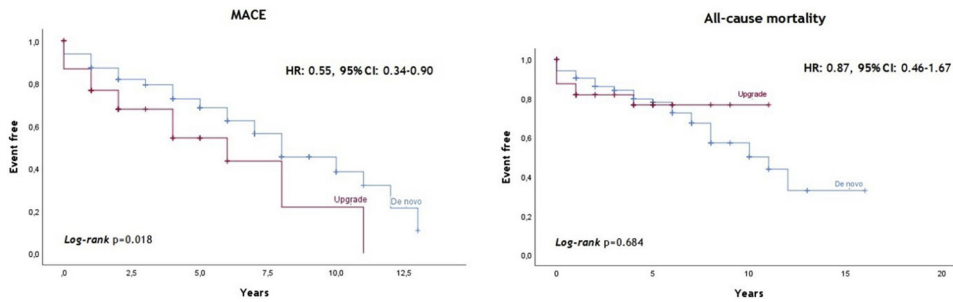 MACE
HR: 0.55, 95% CI: 0.34-0.90
Event free
1,0
0,8
0,6
0,4
0,2
0,0
Upgrade
De novo
Log-rank p=0.018
,0
2,5
5,0
7,5
10,0
12,5
Years
All-cause mortality
HR: 0.87, 95% CI: 0.46-1.67
Event free
1,0
0,8
0,6
0,4
0,2
0,0
Upgrade
De novo
Log-rank p=0.684
0
5
10
15
20
Years